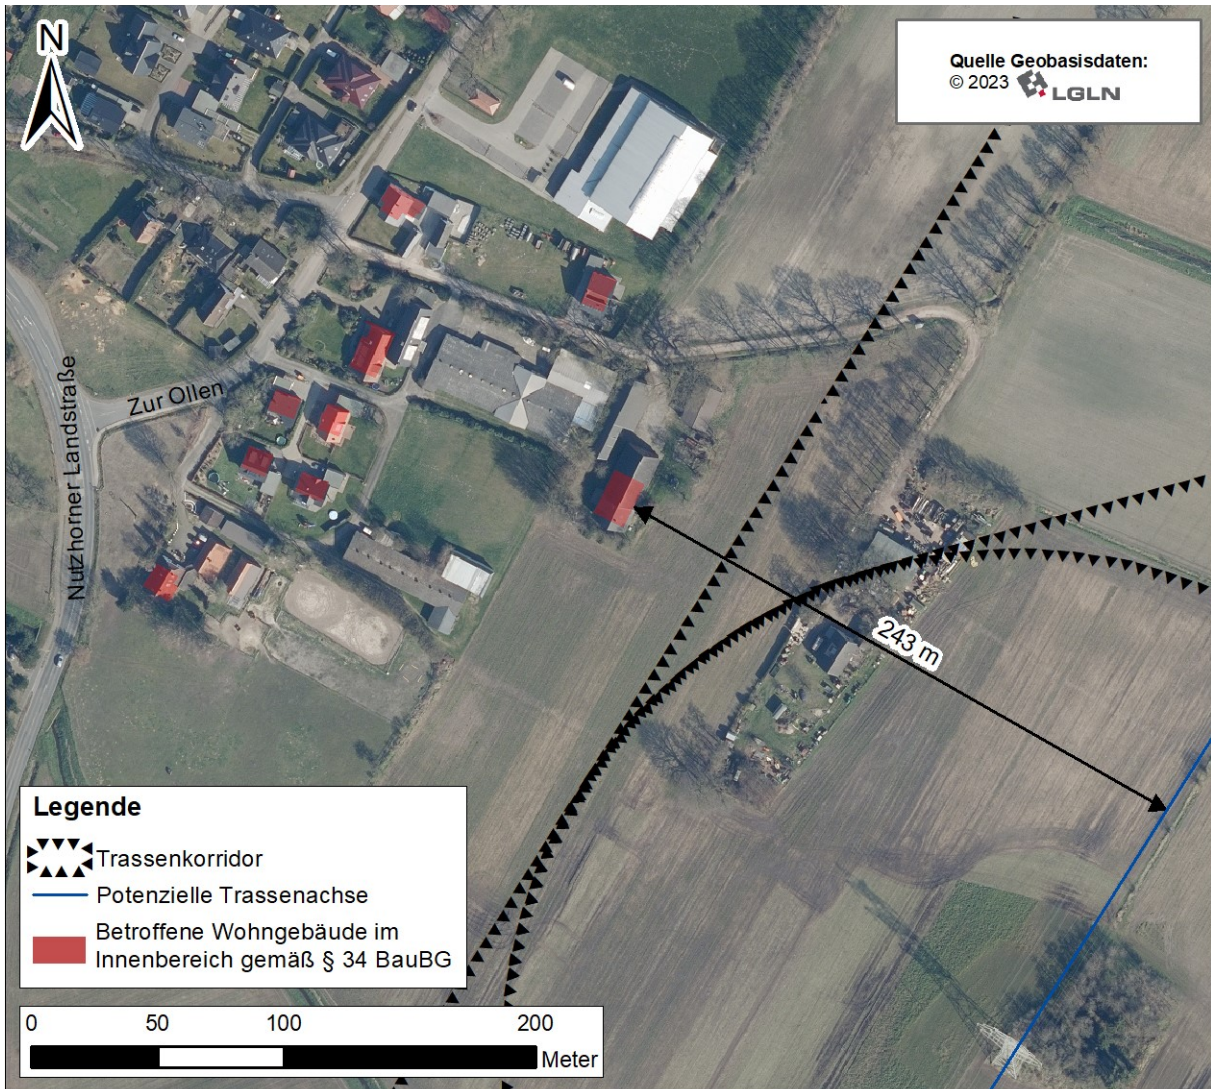 N
Quelle Geobasisdaten:
© 2023 LGLN
Zur Ollen
Nutzhorner Landstraße
243 m
Legende
Trassenkorridor
Potenzielle Trassenachse
Betroffene Wohngebäude im
Innenbereich gemäß § 34 BauBG
0 50 100 200
Meter